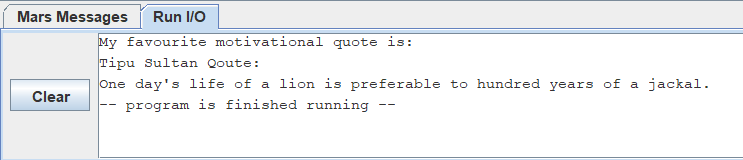 Mars Messages Run I/O
My favourite motivational quote is:
Tipu Sultan Qoute:
One day's life of a lion is preferable to hundred years of a jackal.
Clear
-- program is finished running --